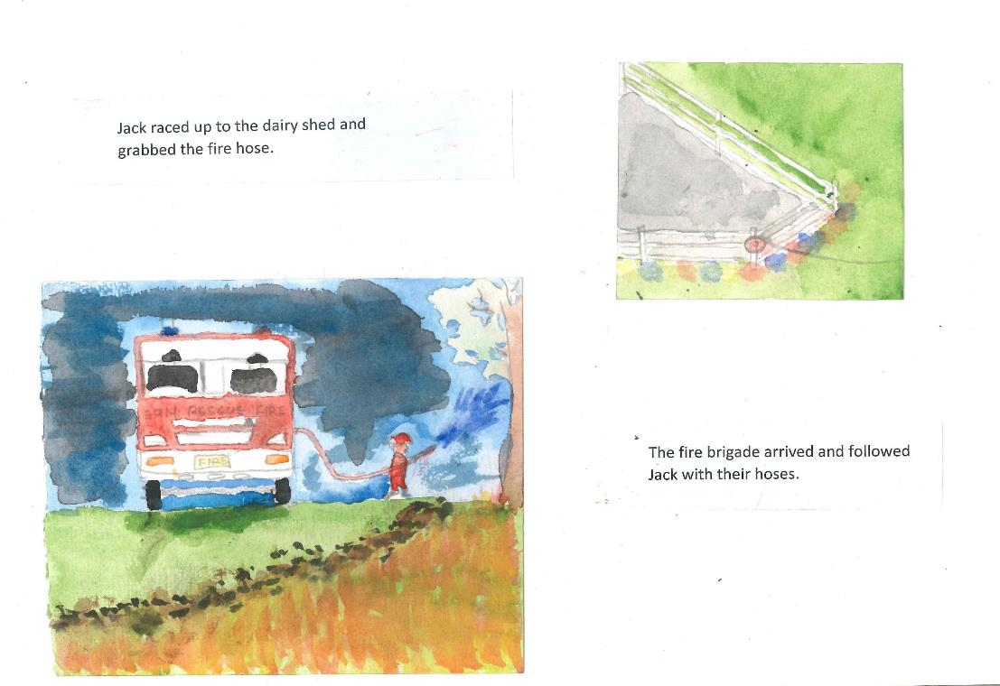 Jack raced up to the dairy shed and
grabbed the fire hose.
RESCUE FIRE
FIRE
The fire brigade arrived and followed
Jack with their hoses.